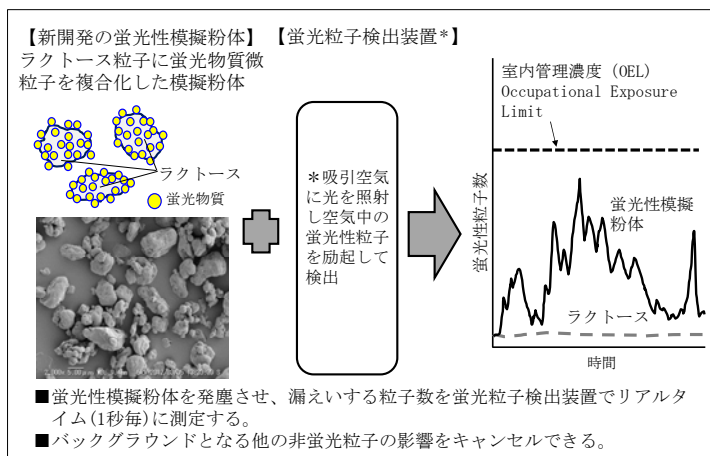 【新開発の蛍光性模擬粉体】
ラクトース粒子に蛍光物質微
粒子を複合化した模擬粉体
ラクトース
蛍光物質
【蛍光粒子検出装置*】
*吸引空気
に光を照射
し空気中の
蛍光性粒子
を励起して
検出
室内管理濃度 (OEL)
Occupational Exposure
Limit
蛍光性粒子数
蛍光性模擬
粉体
ラクトース
時間
■蛍光性模擬粉体を発塵させ、漏えいする粒子数を蛍光粒子検出装置でリアルタ
イム(1秒毎)に測定する。
■バックグラウンドとなる他の非蛍光粒子の影響をキャンセルできる。